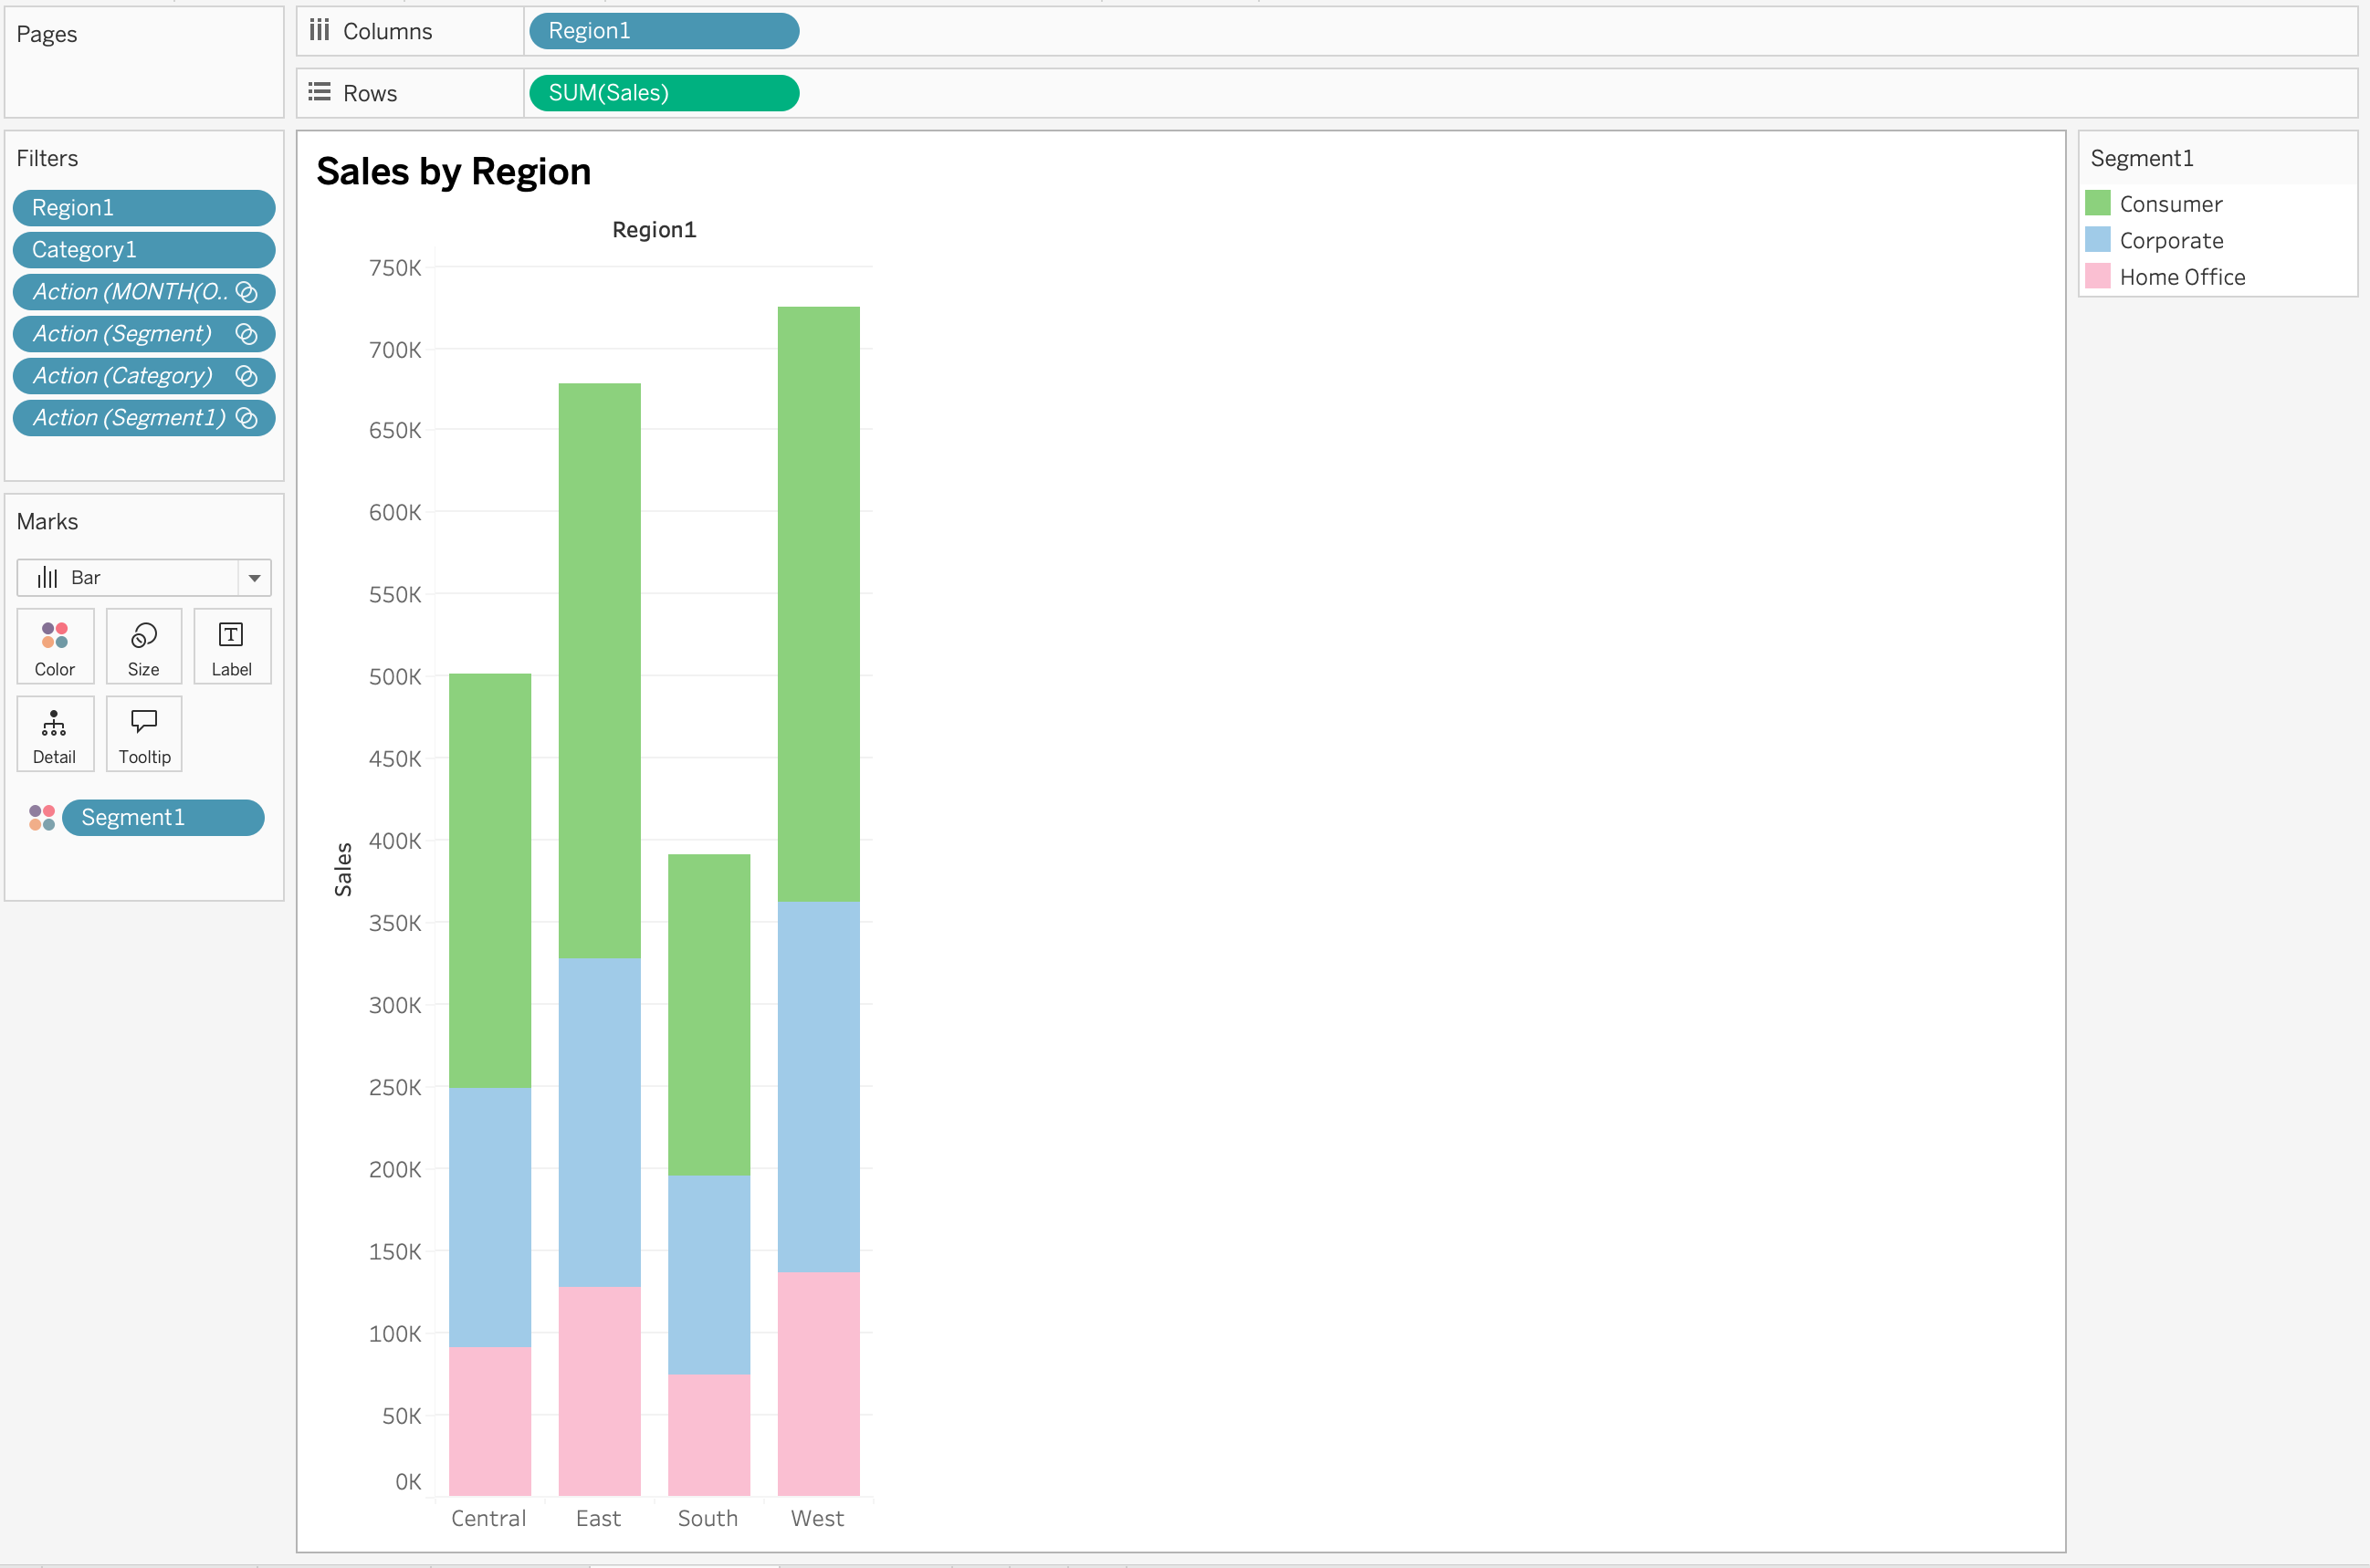 Pages
Columns
Region1
Rows
SUM(Sales)
Filters
Region1
Category1
Action (MONTH(O..
Action (Segment)
Action (Category)
Action (Segment1)
Marks
Bar
Color
Size
Label
Detail
Tooltip
Segment1
Sales by Region
Region1
750K
700K
650K
600K
550K
500K
450K
400K
350K
300K
250K
200K
150K
100K
50K
0K
Sales
Central
East
South
West
Segment1
Consumer
Corporate
Home Office